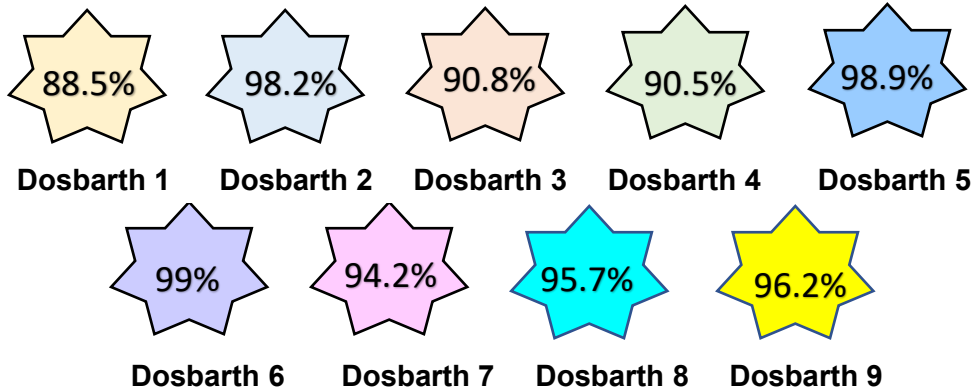 88.5% 98.2% 90.8% 90.5% 98.9%
Dosbarth 1 Dosbarth 2 Dosbarth 3 Dosbarth 4 Dosbarth 5
99% 94.2% 95.7% 96.2%
Dosbarth 6 Dosbarth 7 Dosbarth 8 Dosbarth 9